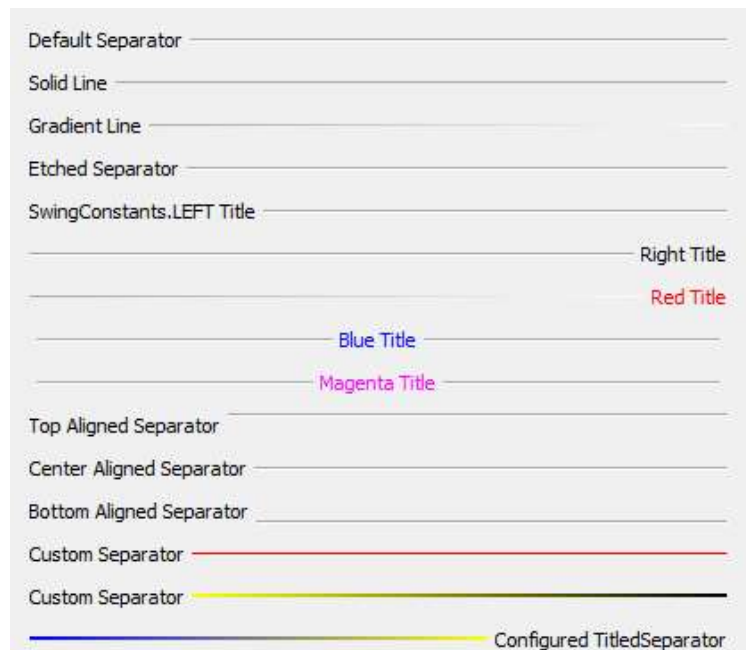 Default Separator
Solid Line
Gradient Line
Etched Separator
SwingConstants.LEFT Title
Right Title
Red Title
Blue Title
Magenta Title
Top Aligned Separator
Center Aligned Separator
Bottom Aligned Separator
Custom Separator
Custom Separator
Configured TitledSeparator